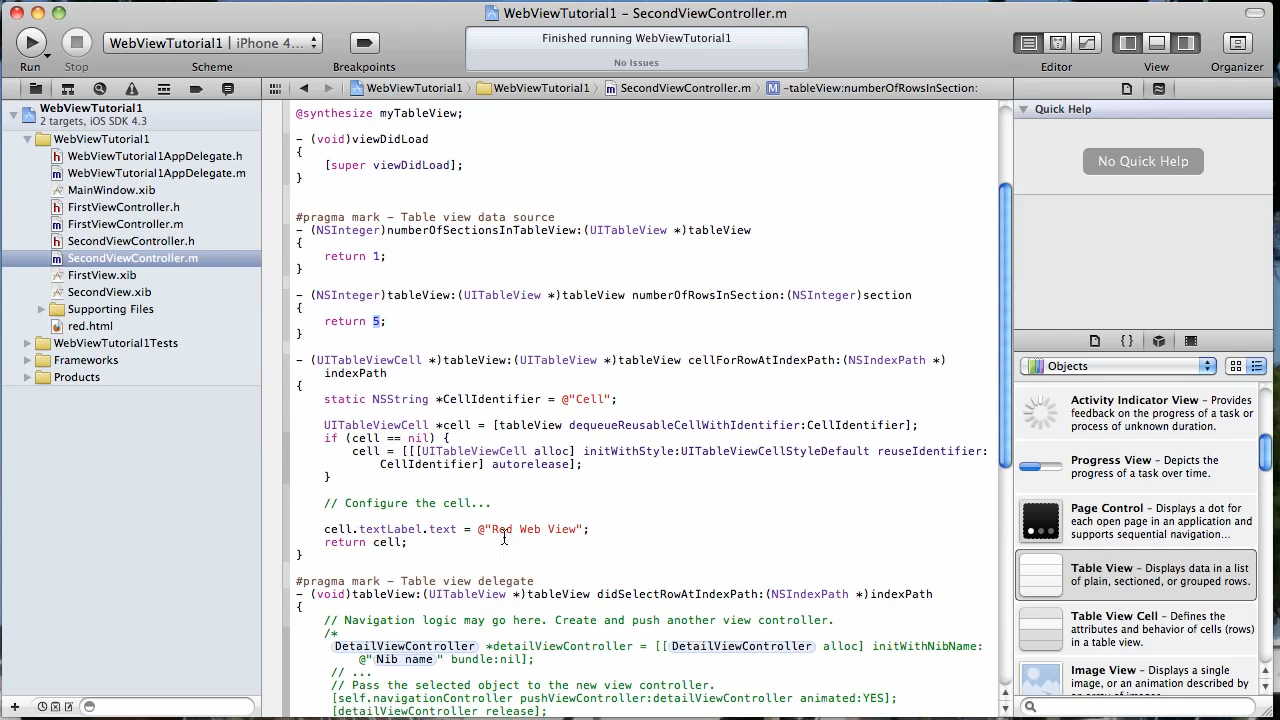 WebViewTutorial1 – SecondViewController.m
WebViewTutorial1 | iPhone 4...
Finished running WebViewTutorial1
No Issues
Run
Stop
Scheme
Breakpoints
Editor
View
Organizer
WebViewTutorial1
WebViewTutorial1
SecondViewController.m
M
-tableView:numberOfRowsInSection:
WebViewTutorial1
2 targets, iOS SDK 4.3
WebViewTutorial1
h WebViewTutorial1AppDelegate.h
m WebViewTutorial1AppDelegate.m
MainWindow.xib
h FirstViewController.h
m FirstViewController.m
h SecondViewController.h
m SecondViewController.m
FirstView.xib
SecondView.xib
Supporting Files
red.html
WebViewTutorial1Tests
Frameworks
Products
@synthesize myTableView;
- (void)viewDidLoad
{
[super viewDidLoad];
}
#pragma mark - Table view data source
- (NSInteger)numberOfSectionsInTableView:(UITableView *)tableView
{
return 1;
}
- (NSInteger)tableView:(UITableView *)tableView numberOfRowsInSection:(NSInteger)section
{
return 5;
}
- (UITableViewCell *)tableView:(UITableView *)tableView cellForRowAtIndexPath:(NSIndexPath *)
indexPath
{
static NSString *CellIdentifier = @"Cell";
UITableViewCell *cell = [tableView dequeueReusableCellWithIdentifier:CellIdentifier];
if (cell == nil) {
cell = [[[UITableViewCell alloc] initWithStyle:UITableViewCellStyleDefault reuseIdentifier:
CellIdentifier] autorelease];
}
// Configure the cell...
cell.textLabel.text = @"Red Web View";
return cell;
}
#pragma mark - Table view delegate
- (void)tableView:(UITableView *)tableView didSelectRowAtIndexPath:(NSIndexPath *)indexPath
{
// Navigation logic may go here. Create and push another view controller.
/*
DetailViewController *detailViewController = [[DetailViewController alloc] initWithNibName:
@"Nib name" bundle:nil];
// ...
// Pass the selected object to the new view controller.
[self.navigationController pushViewController:detailViewController animated:YES];
[detailViewController release];
Quick Help
No Quick Help
{ }
Objects
Activity Indicator View – Provides
feedback on the progress of a task or
process of unknown duration.
Progress View – Depicts the
progress of a task over time.
Page Control – Displays a dot for
each open page in an application and
supports sequential navigation...
Table View – Displays data in a list
of plain, sectioned, or grouped rows.
Table View Cell – Defines the
attributes and behavior of cells (rows)
in a table view.
Image View – Displays a single
image, or an animation described by